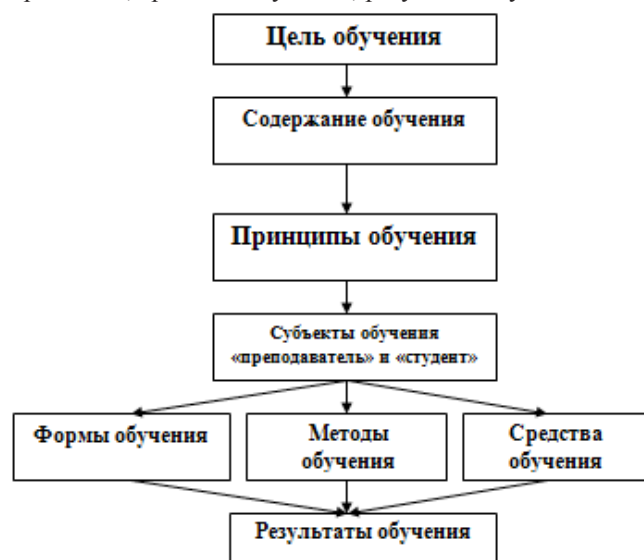 Цель обучения
Содержание обучения
Принципы обучения
Субъекты обучения
«преподаватель» и «студент»
Формы обучения
Методы
обучения
Средства
обучения
Результаты обучения